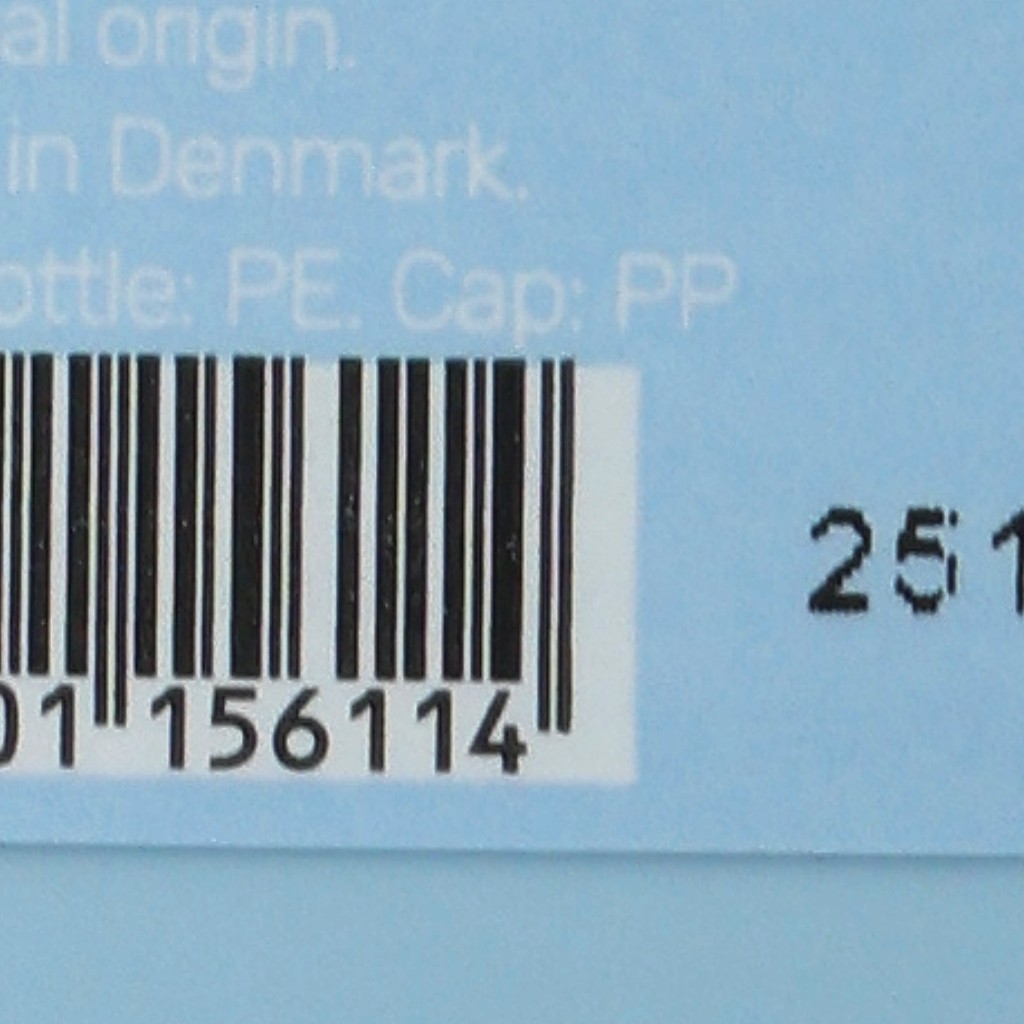 al origin.
in Denmark.
ottle: PE. Cap: PP
251
01 156114